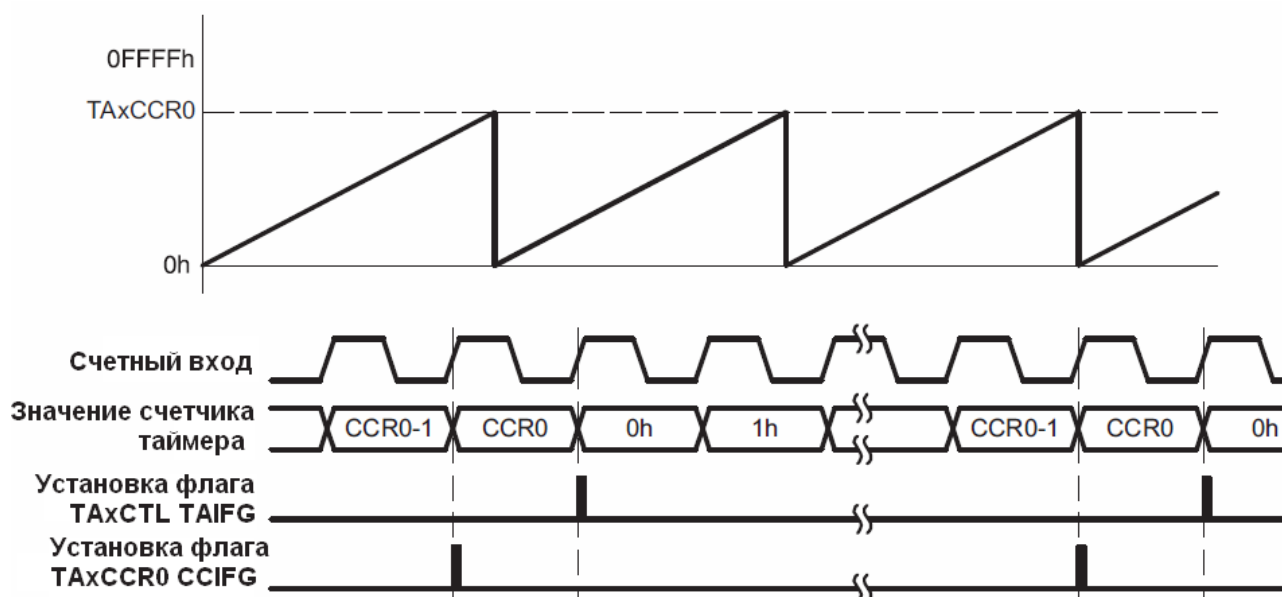 0FFFFh
TAxCCR0
0h
Счетный вход
Значение счетчика
таймера
CCR0-1 CCR0 0h 1h CCR0-1 CCR0 0h
Установка флага
TAxCTL TAIFG
Установка флага
TAxCCR0 CCIFG